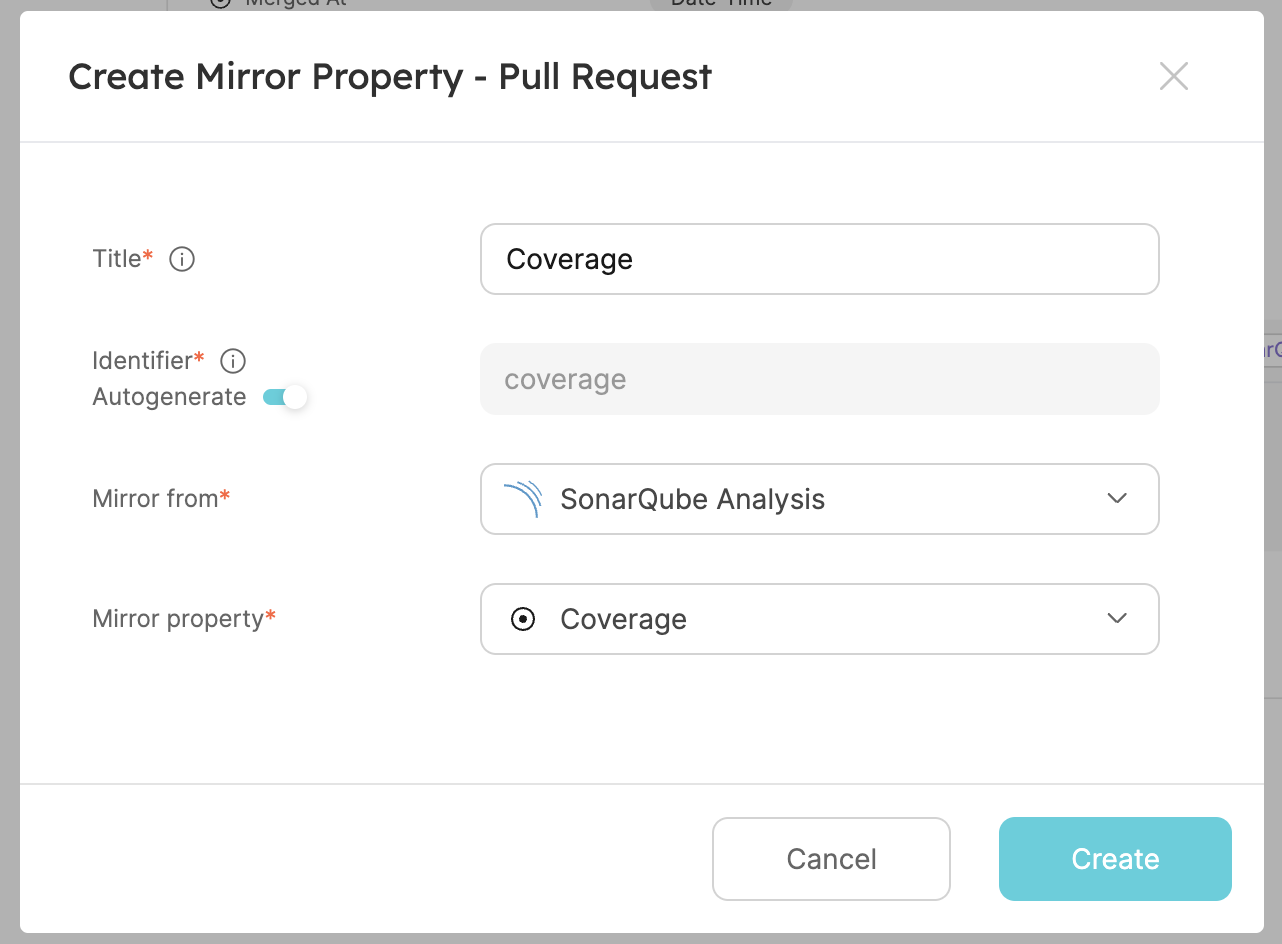 Merged At
Date-Time
Create Mirror Property - Pull Request
Title*
Coverage
Identifier*
Autogenerate
coverage
Mirror from*
SonarQube Analysis
Mirror property*
Coverage
Cancel
Create